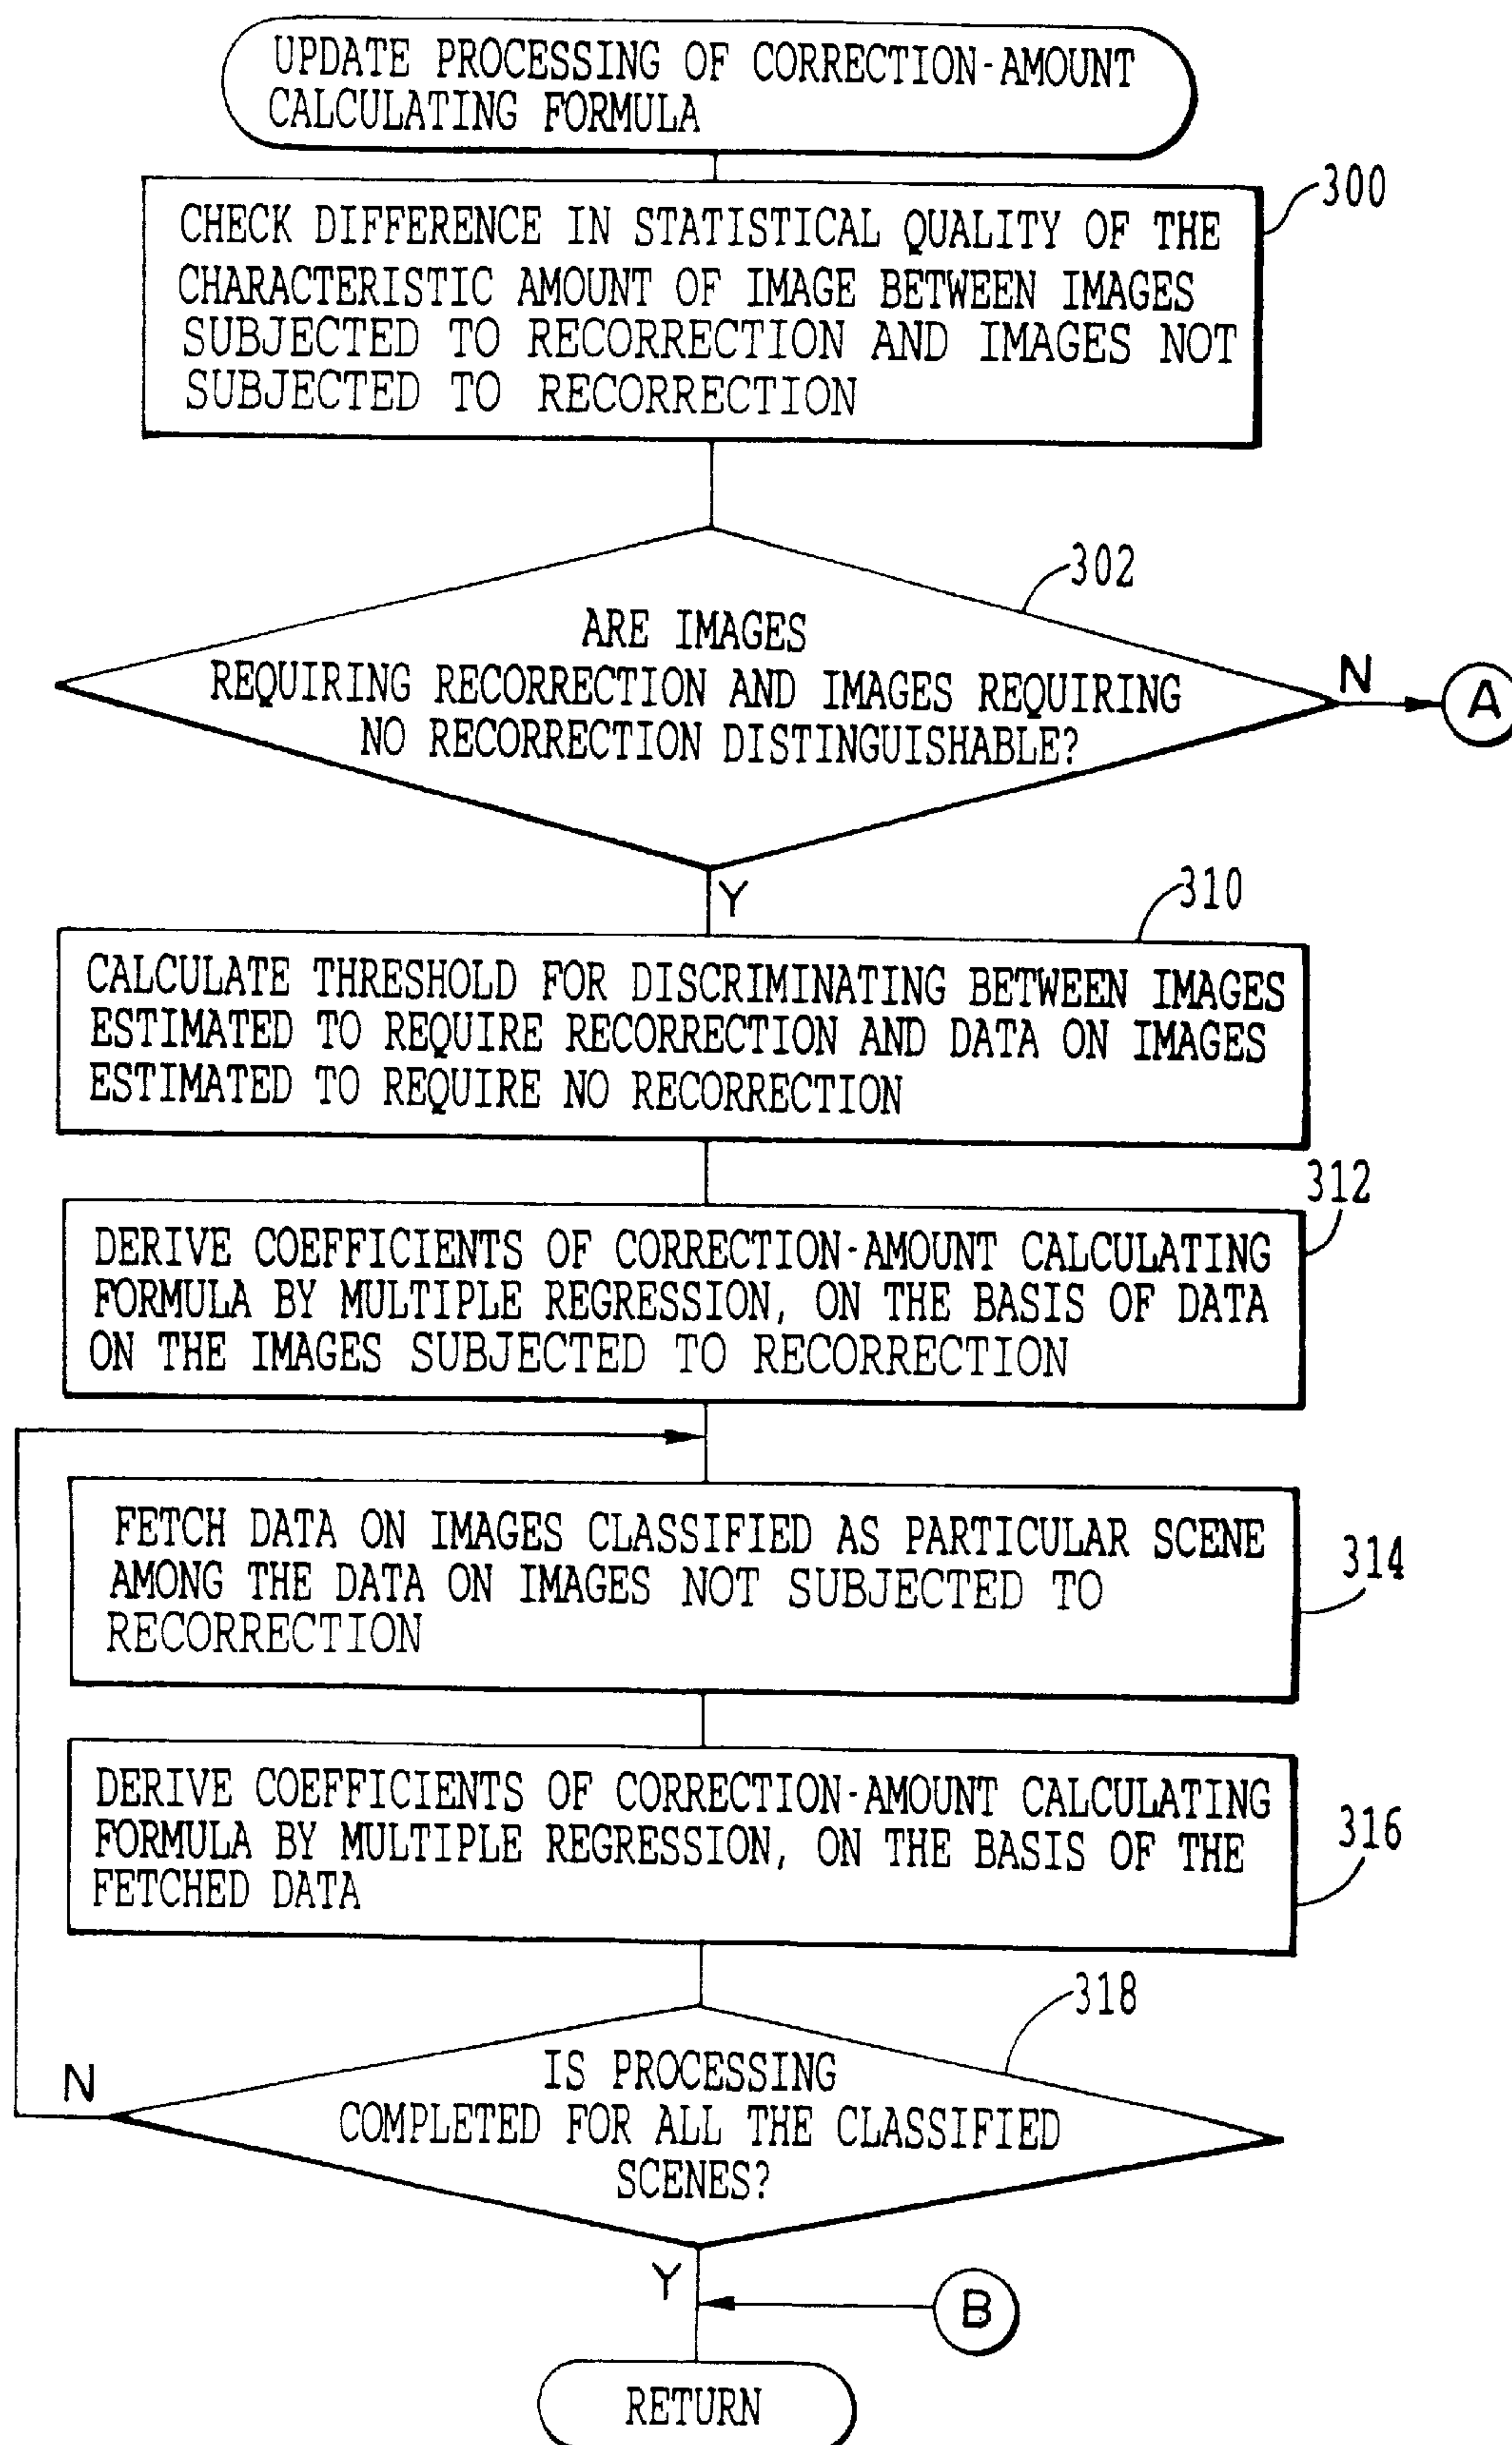 UPDATE PROCESSING OF CORRECTION-AMOUNT
CALCULATING FORMULA
300
CHECK DIFFERENCE IN STATISTICAL QUALITY OF THE
CHARACTERISTIC AMOUNT OF IMAGE BETWEEN IMAGES
SUBJECTED TO RECORRECTION AND IMAGES NOT
SUBJECTED TO RECORRECTION
302
ARE IMAGES
REQUIRING RECORRECTION AND IMAGES REQUIRING
NO RECORRECTION DISTINGUISHABLE?
N
A
Y
310
CALCULATE THRESHOLD FOR DISCRIMINATING BETWEEN IMAGES
ESTIMATED TO REQUIRE RECORRECTION AND DATA ON IMAGES
ESTIMATED TO REQUIRE NO RECORRECTION
312
DERIVE COEFFICIENTS OF CORRECTION-AMOUNT CALCULATING
FORMULA BY MULTIPLE REGRESSION, ON THE BASIS OF DATA
ON THE IMAGES SUBJECTED TO RECORRECTION
FETCH DATA ON IMAGES CLASSIFIED AS PARTICULAR SCENE
AMONG THE DATA ON IMAGES NOT SUBJECTED TO
RECORRECTION
314
DERIVE COEFFICIENTS OF CORRECTION-AMOUNT CALCULATING
FORMULA BY MULTIPLE REGRESSION, ON THE BASIS OF THE
FETCHED DATA
316
318
IS PROCESSING
COMPLETED FOR ALL THE CLASSIFIED
SCENES?
N
Y
B
RETURN